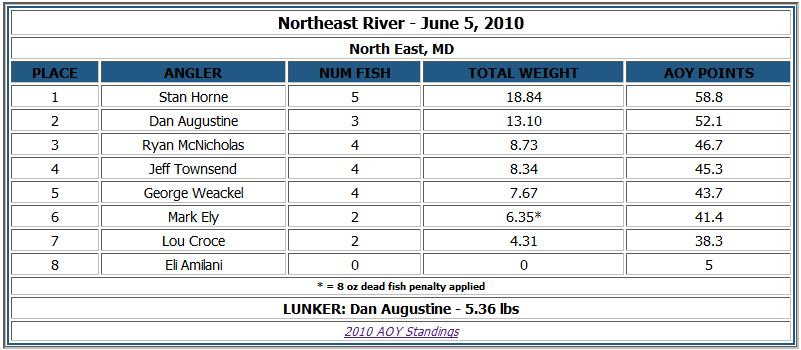 Northeast River - June 5, 2010
North East, MD
PLACE ANGLER NUM FISH TOTAL WEIGHT AOY POINTS
1 Stan Horne 5 18.84 58.8
2 Dan Augustine 3 13.10 52.1
3 Ryan McNicholas 4 8.73 46.7
4 Jeff Townsend 4 8.34 45.3
5 George Weackel 4 7.67 43.7
6 Mark Ely 2 6.35* 41.4
7 Lou Croce 2 4.31 38.3
8 Eli Amilani 0 0 5
* = 8 oz dead fish penalty applied
LUNKER: Dan Augustine - 5.36 lbs
2010 AOY Standings